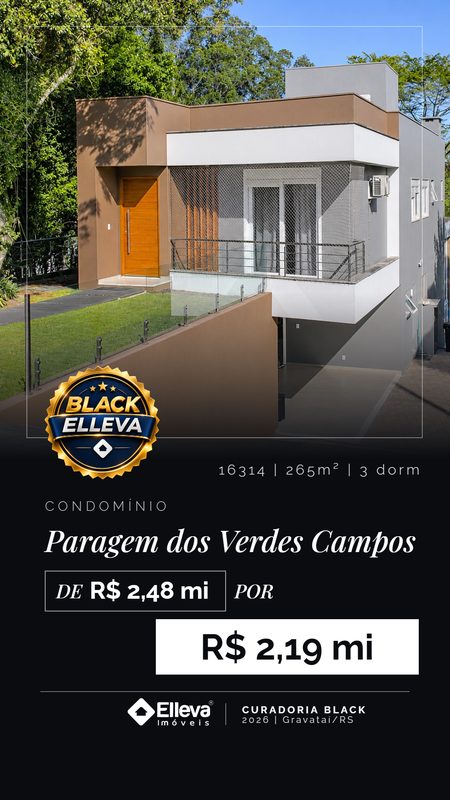 BLACK
ELLEVA
16314 | 265m² | 3 dorm
CONDOMÍNIO
Paragem dos Verdes Campos
DE R$ 2,48 mi POR
R$ 2,19 mi
Elleva®
Imóveis
CURADORIA BLACK
2026 | Gravataí/RS